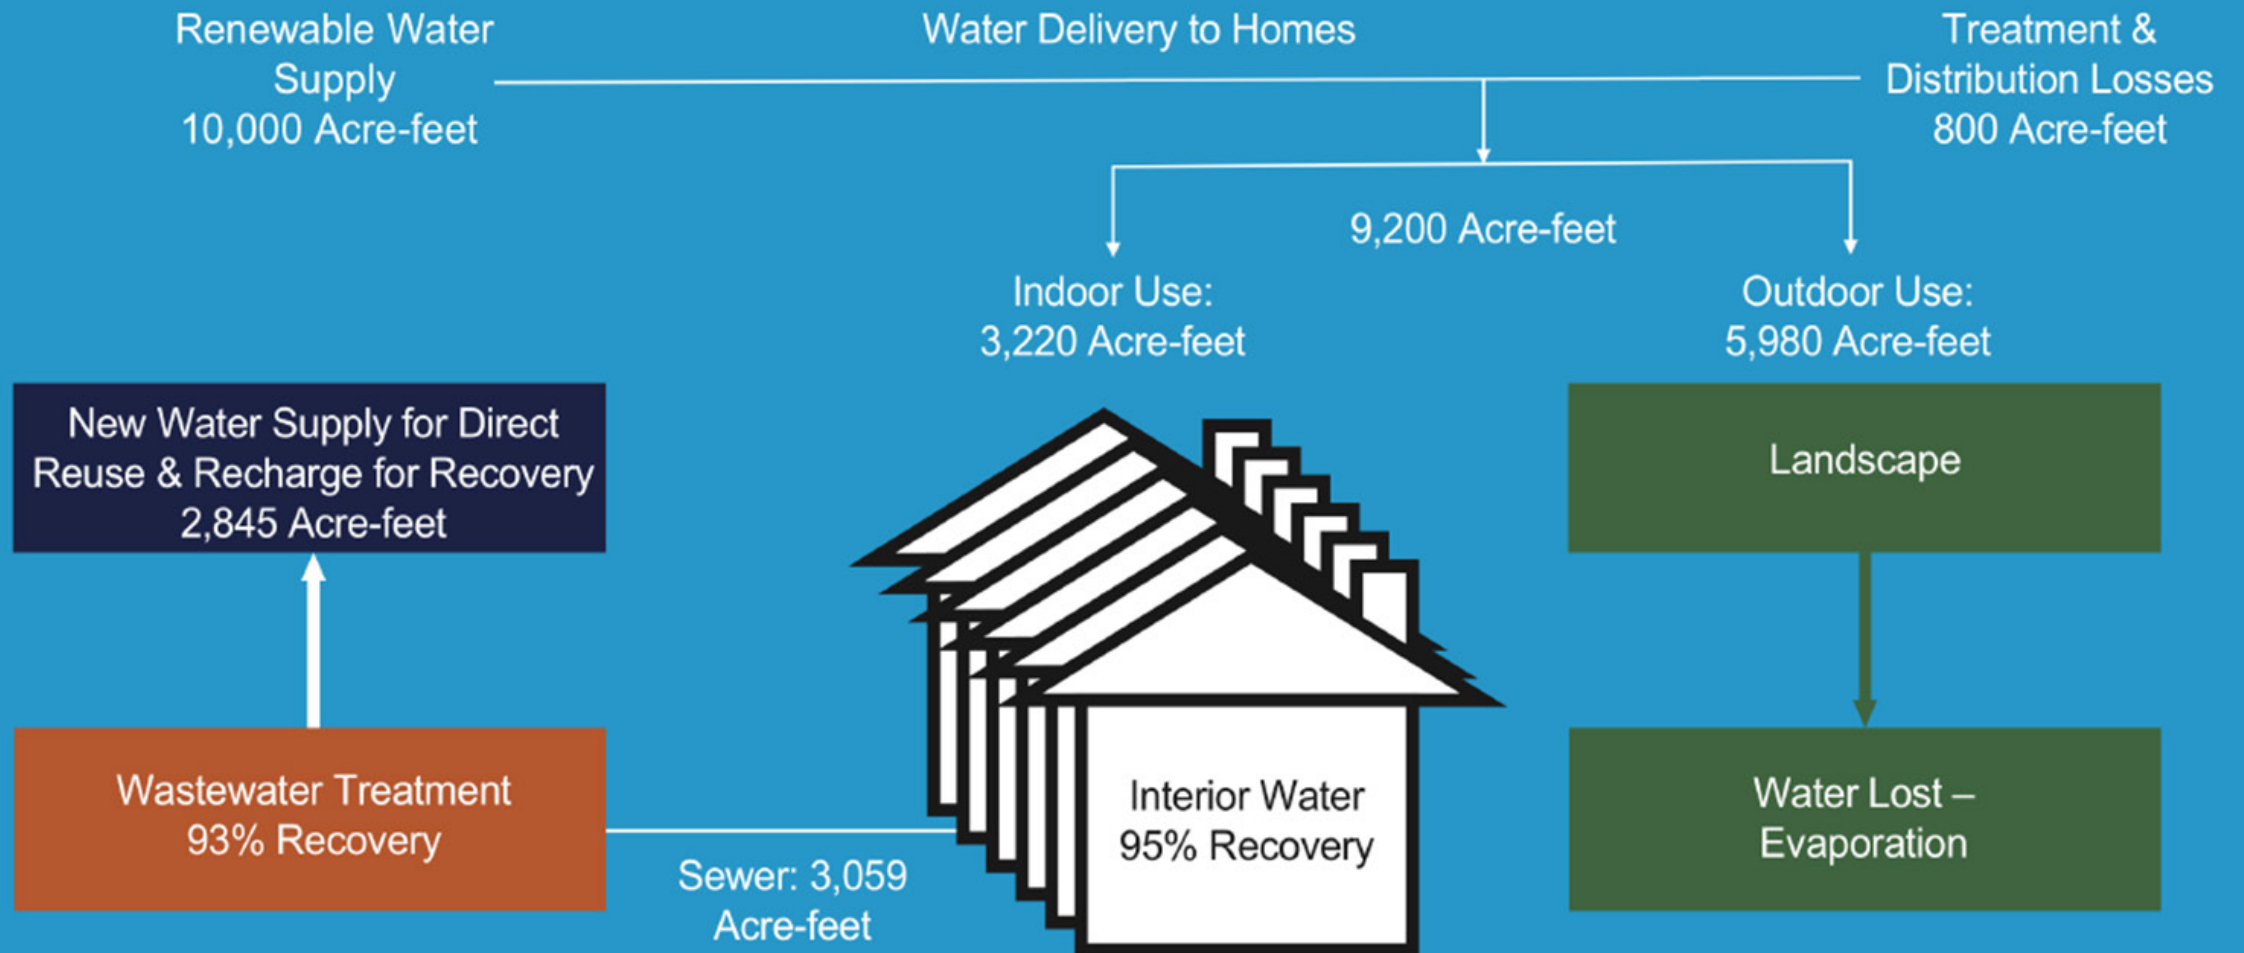 Renewable Water
Supply
10,000 Acre-feet
Water Delivery to Homes
Treatment &
Distribution Losses
800 Acre-feet
9,200 Acre-feet
Indoor Use:
3,220 Acre-feet
Outdoor Use:
5,980 Acre-feet
New Water Supply for Direct
Reuse & Recharge for Recovery
2,845 Acre-feet
Landscape
Wastewater Treatment
93% Recovery
Sewer: 3,059
Acre-feet
Interior Water
95% Recovery
Water Lost –
Evaporation